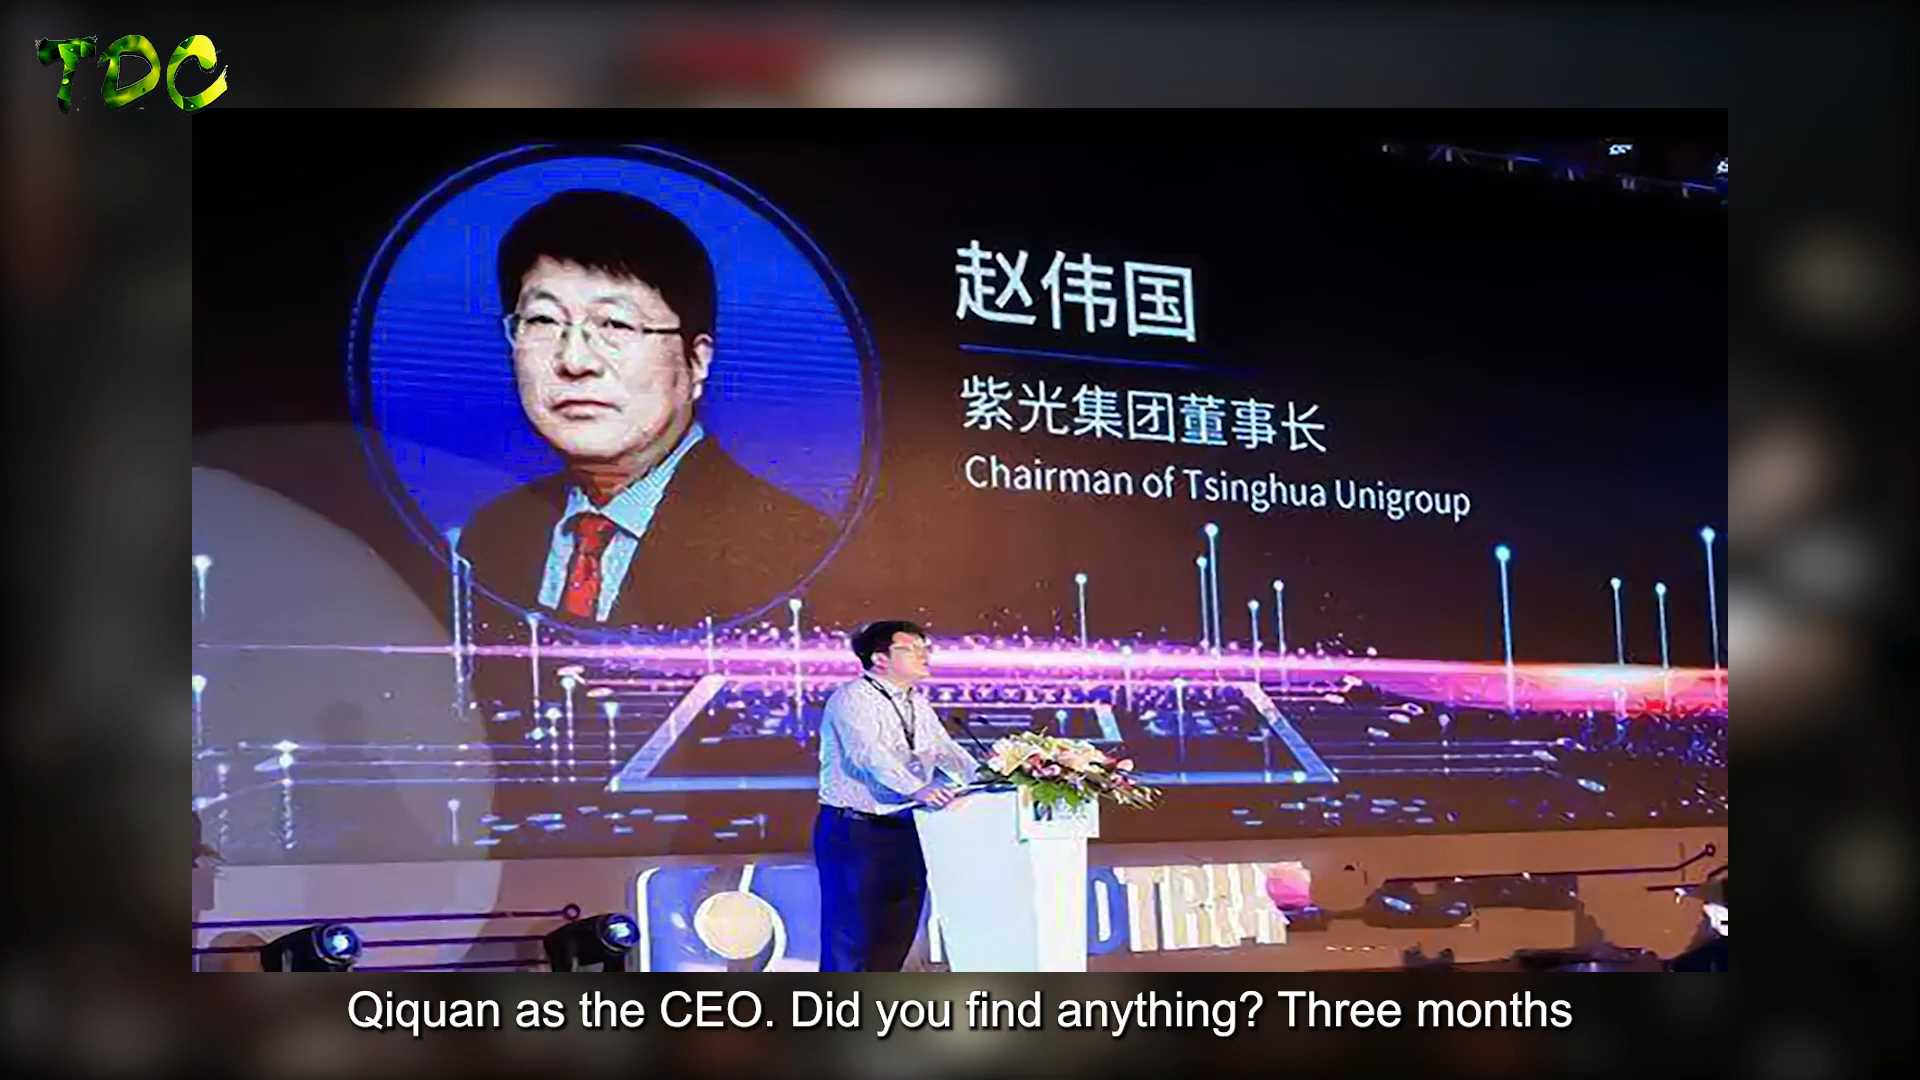 TDC
赵伟国
紫光集团董事长
Chairman of Tsinghua Unigroup
Qiquan as the CEO. Did you find anything? Three months